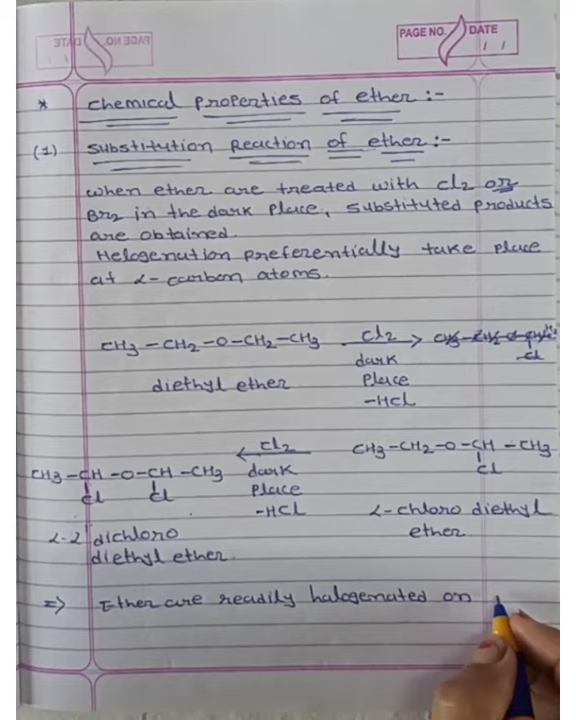 PAGE NO. DATE
/ /
* Chemical Properties of ether :-
(1) Substitution Reaction of ether :-
when ether are treated with Cl2 or
Br2 in the dark place, substituted products
are obtained.
Helogenution preferentially take place
at α- carbon atoms.
CH3 – CH2 – O – CH2 – CH3 Cl2 →
dark
Place
-HCl
diethyl ether
CH3-CH2-O-CH-CH3
Cl
α-chloro diethyl
ether
← Cl2
dark
Place
-HCl
CH3-CH-O-CH-CH3
Cl Cl
α-α' dichloro
diethyl ether.
=> Ether are readily halogenated on